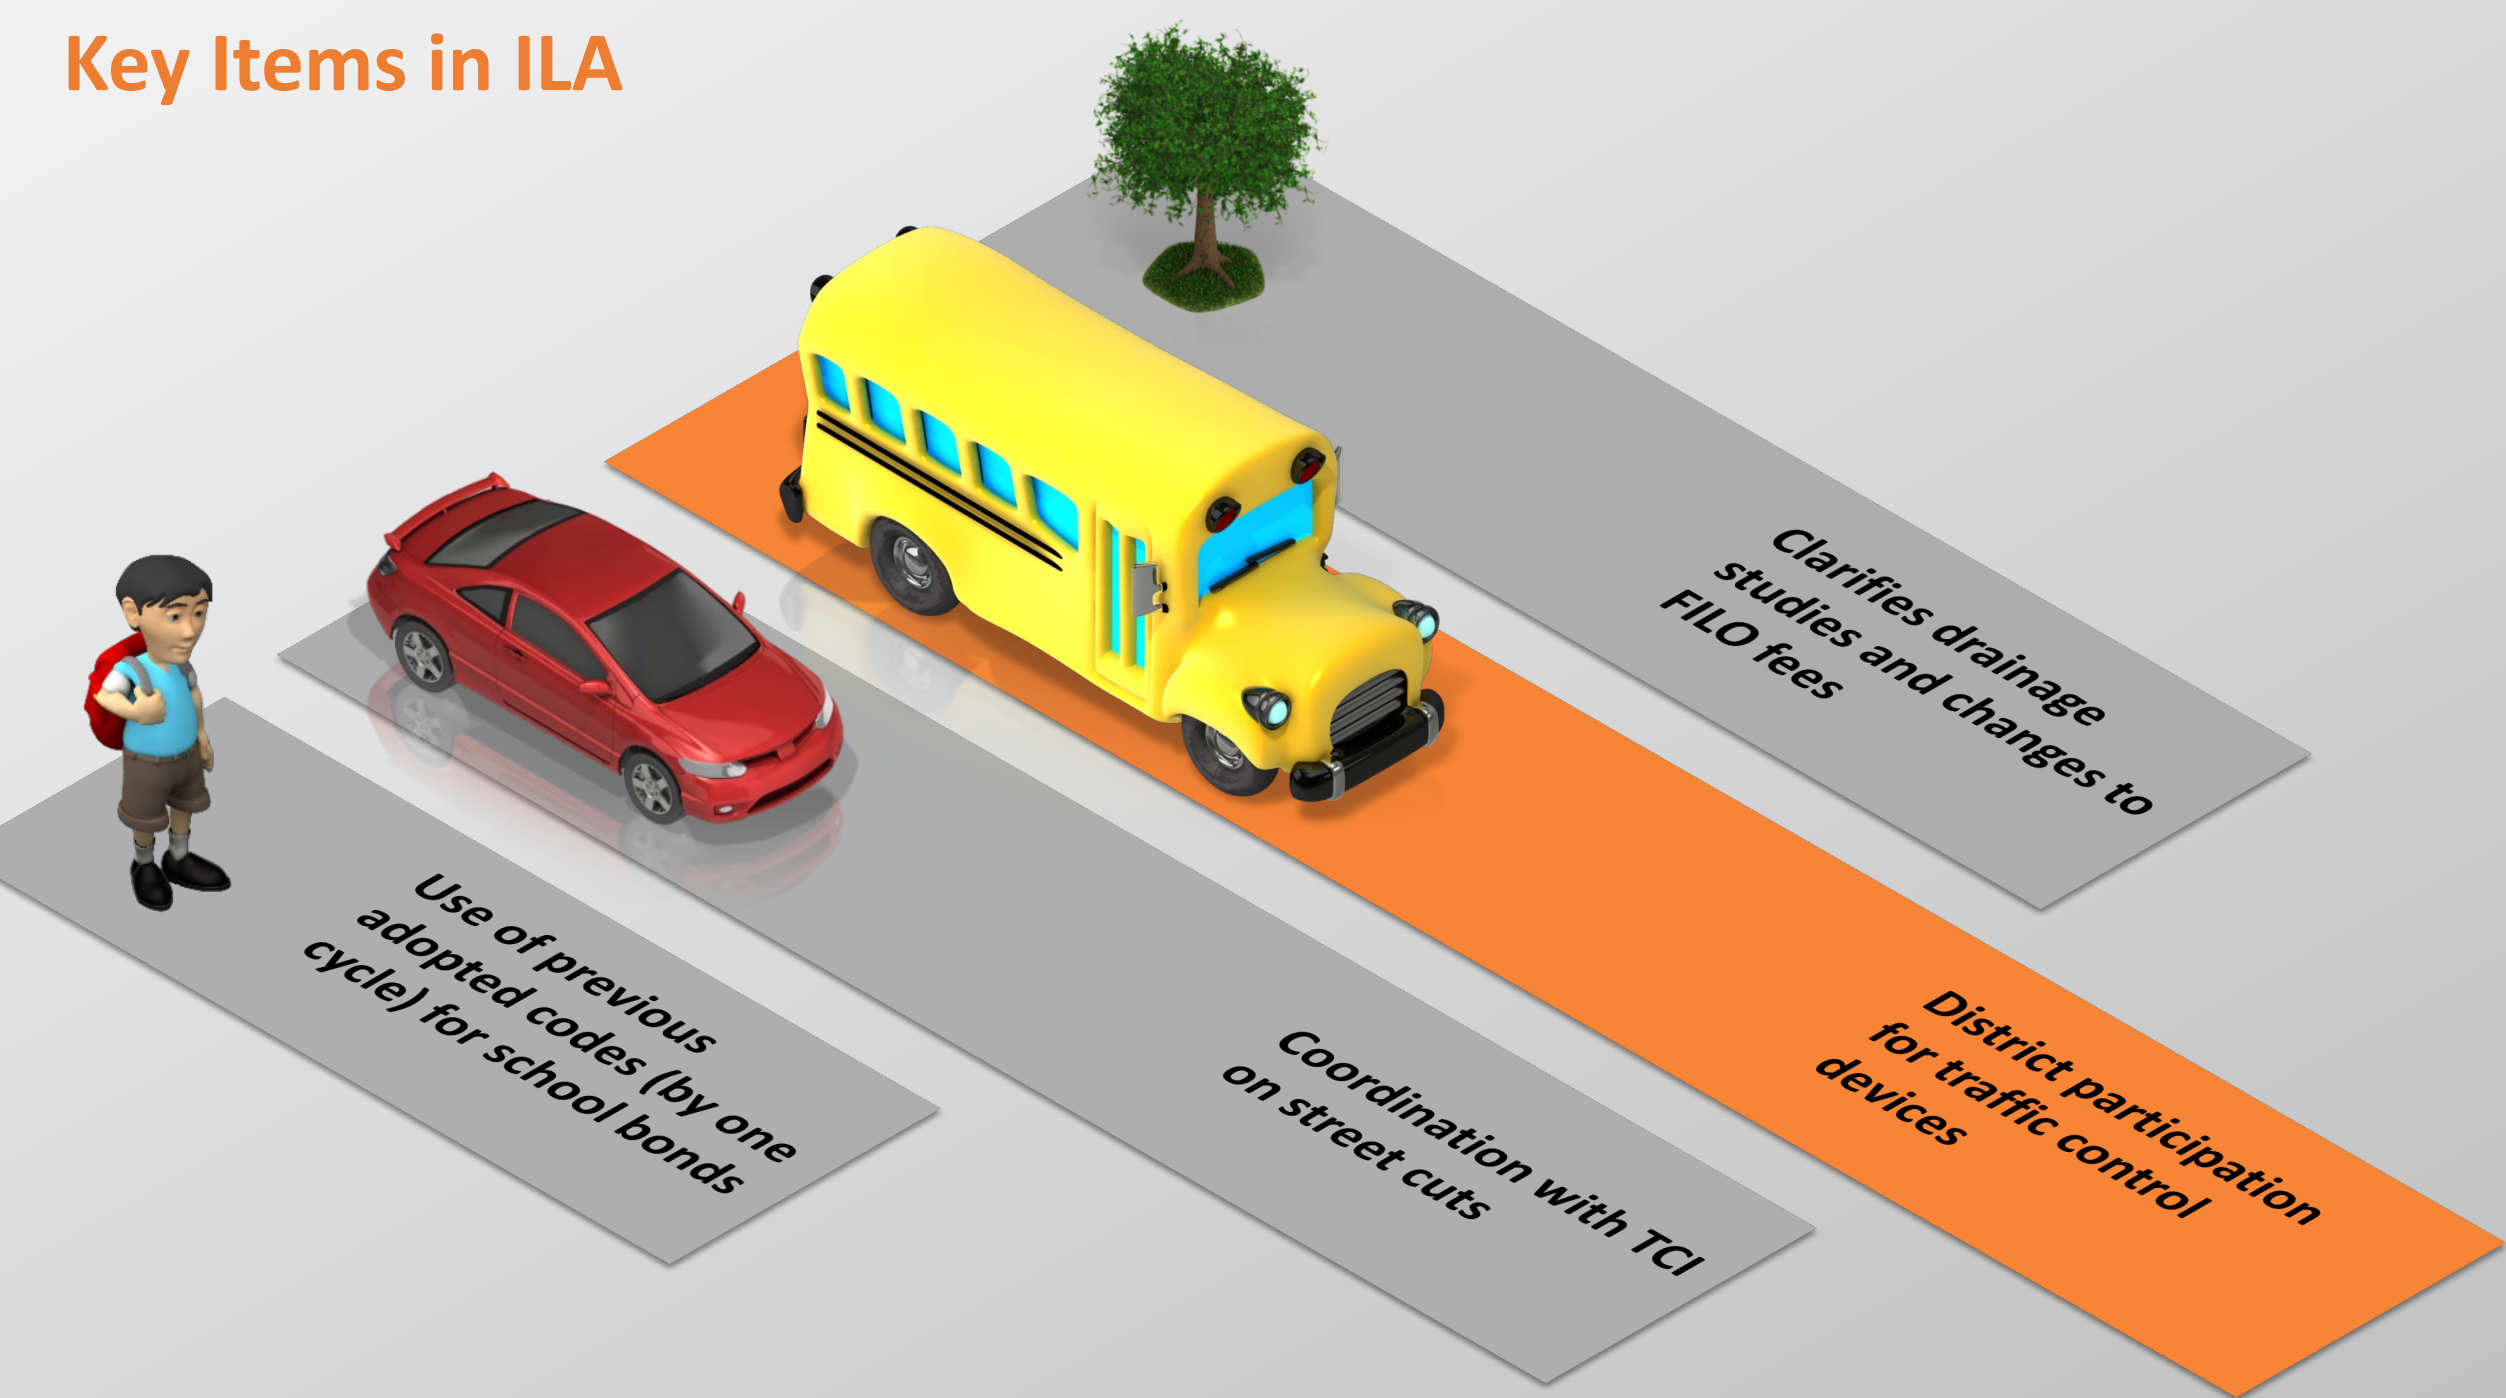 Key Items in ILA
Use of previous
adopted codes (by one
cycle) for school bonds
Coordination with TCI
on street cuts
District participation
for traffic control
devices
Clarifies drainage
studies and changes to
FILO fees